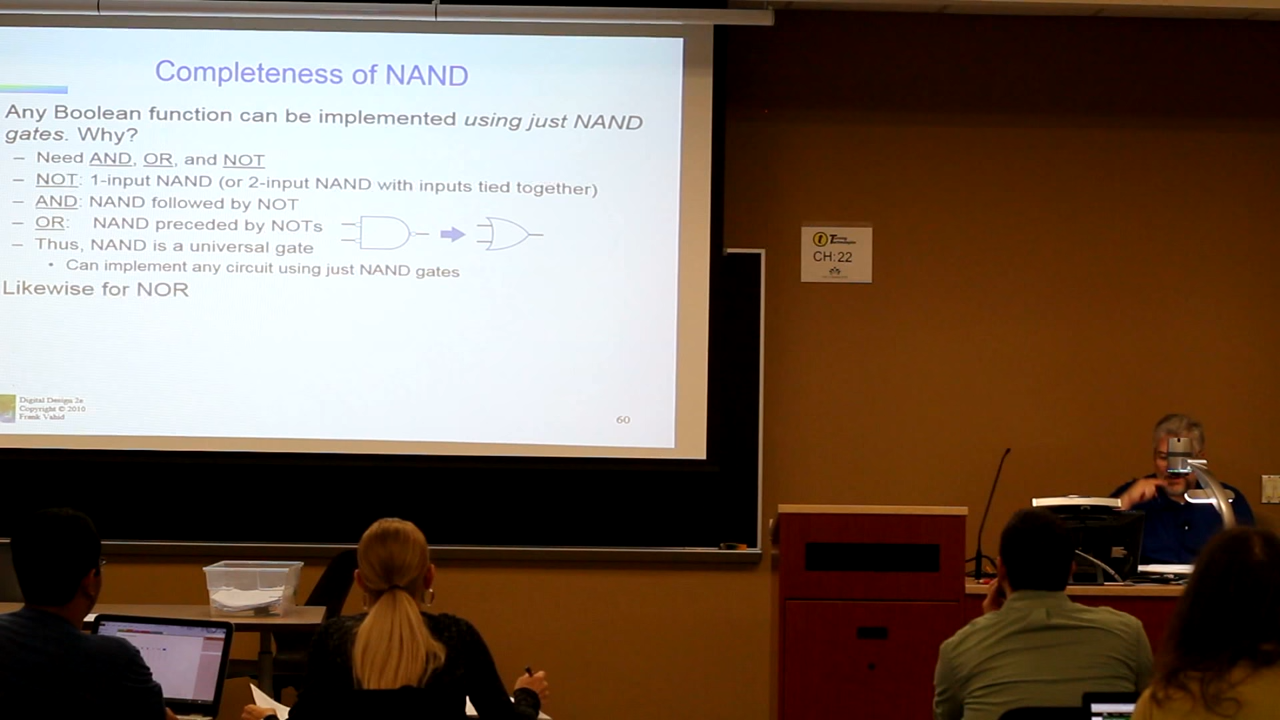 Completeness of NAND
Any Boolean function can be implemented using just NAND
gates. Why?
– Need AND, OR, and NOT
– NOT: 1-input NAND (or 2-input NAND with inputs tied together)
– AND: NAND followed by NOT
– OR: NAND preceded by NOTs
– Thus, NAND is a universal gate
• Can implement any circuit using just NAND gates
Likewise for NOR
Digital Design 2e
Copyright © 2010
Frank Vahid
60
Turning
Technologies
CH: 22